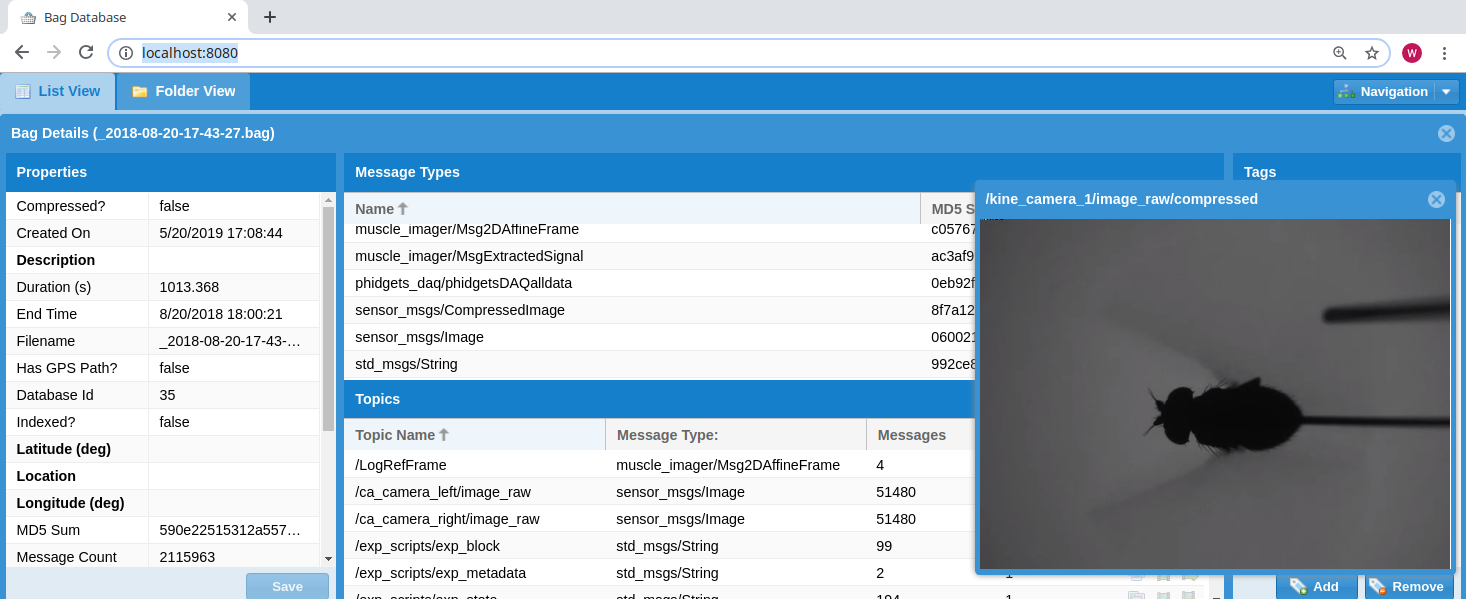 Bag Database
localhost:8080
W
List View
Folder View
Navigation
Bag Details (_2018-08-20-17-43-27.bag)
Properties
Compressed? false
Created On 5/20/2019 17:08:44
Description
Duration (s) 1013.368
End Time 8/20/2018 18:00:21
Filename _2018-08-20-17-43-…
Has GPS Path? false
Database Id 35
Indexed? false
Latitude (deg)
Location
Longitude (deg)
MD5 Sum 590e22515312a557…
Message Count 2115963
Save
Message Types
Name MD5 S
muscle_imager/Msg2DAffineFrame c05767
muscle_imager/MsgExtractedSignal ac3af9
phidgets_daq/phidgetsDAQalldata 0eb92f
sensor_msgs/CompressedImage 8f7a12
sensor_msgs/Image 060021
std_msgs/String 992ce8
Topics
Topic Name Message Type: Messages
/LogRefFrame muscle_imager/Msg2DAffineFrame 4
/ca_camera_left/image_raw sensor_msgs/Image 51480
/ca_camera_right/image_raw sensor_msgs/Image 51480
/exp_scripts/exp_block std_msgs/String 99
/exp_scripts/exp_metadata std_msgs/String 2 1
/exp_scripts/exp_state std_msgs/String 194 1
Tags
/kine_camera_1/image_raw/compressed
Add
Remove